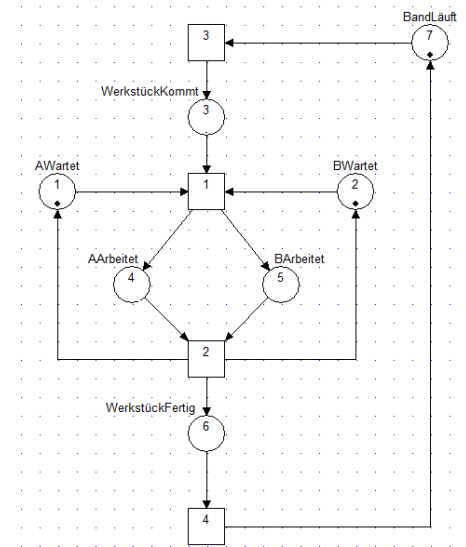 BandLäuft
3
7
WerkstückKommt
3
AWartet
BWartet
1
1
2
AArbeitet
BArbeitet
4
5
2
WerkstückFertig
6
4